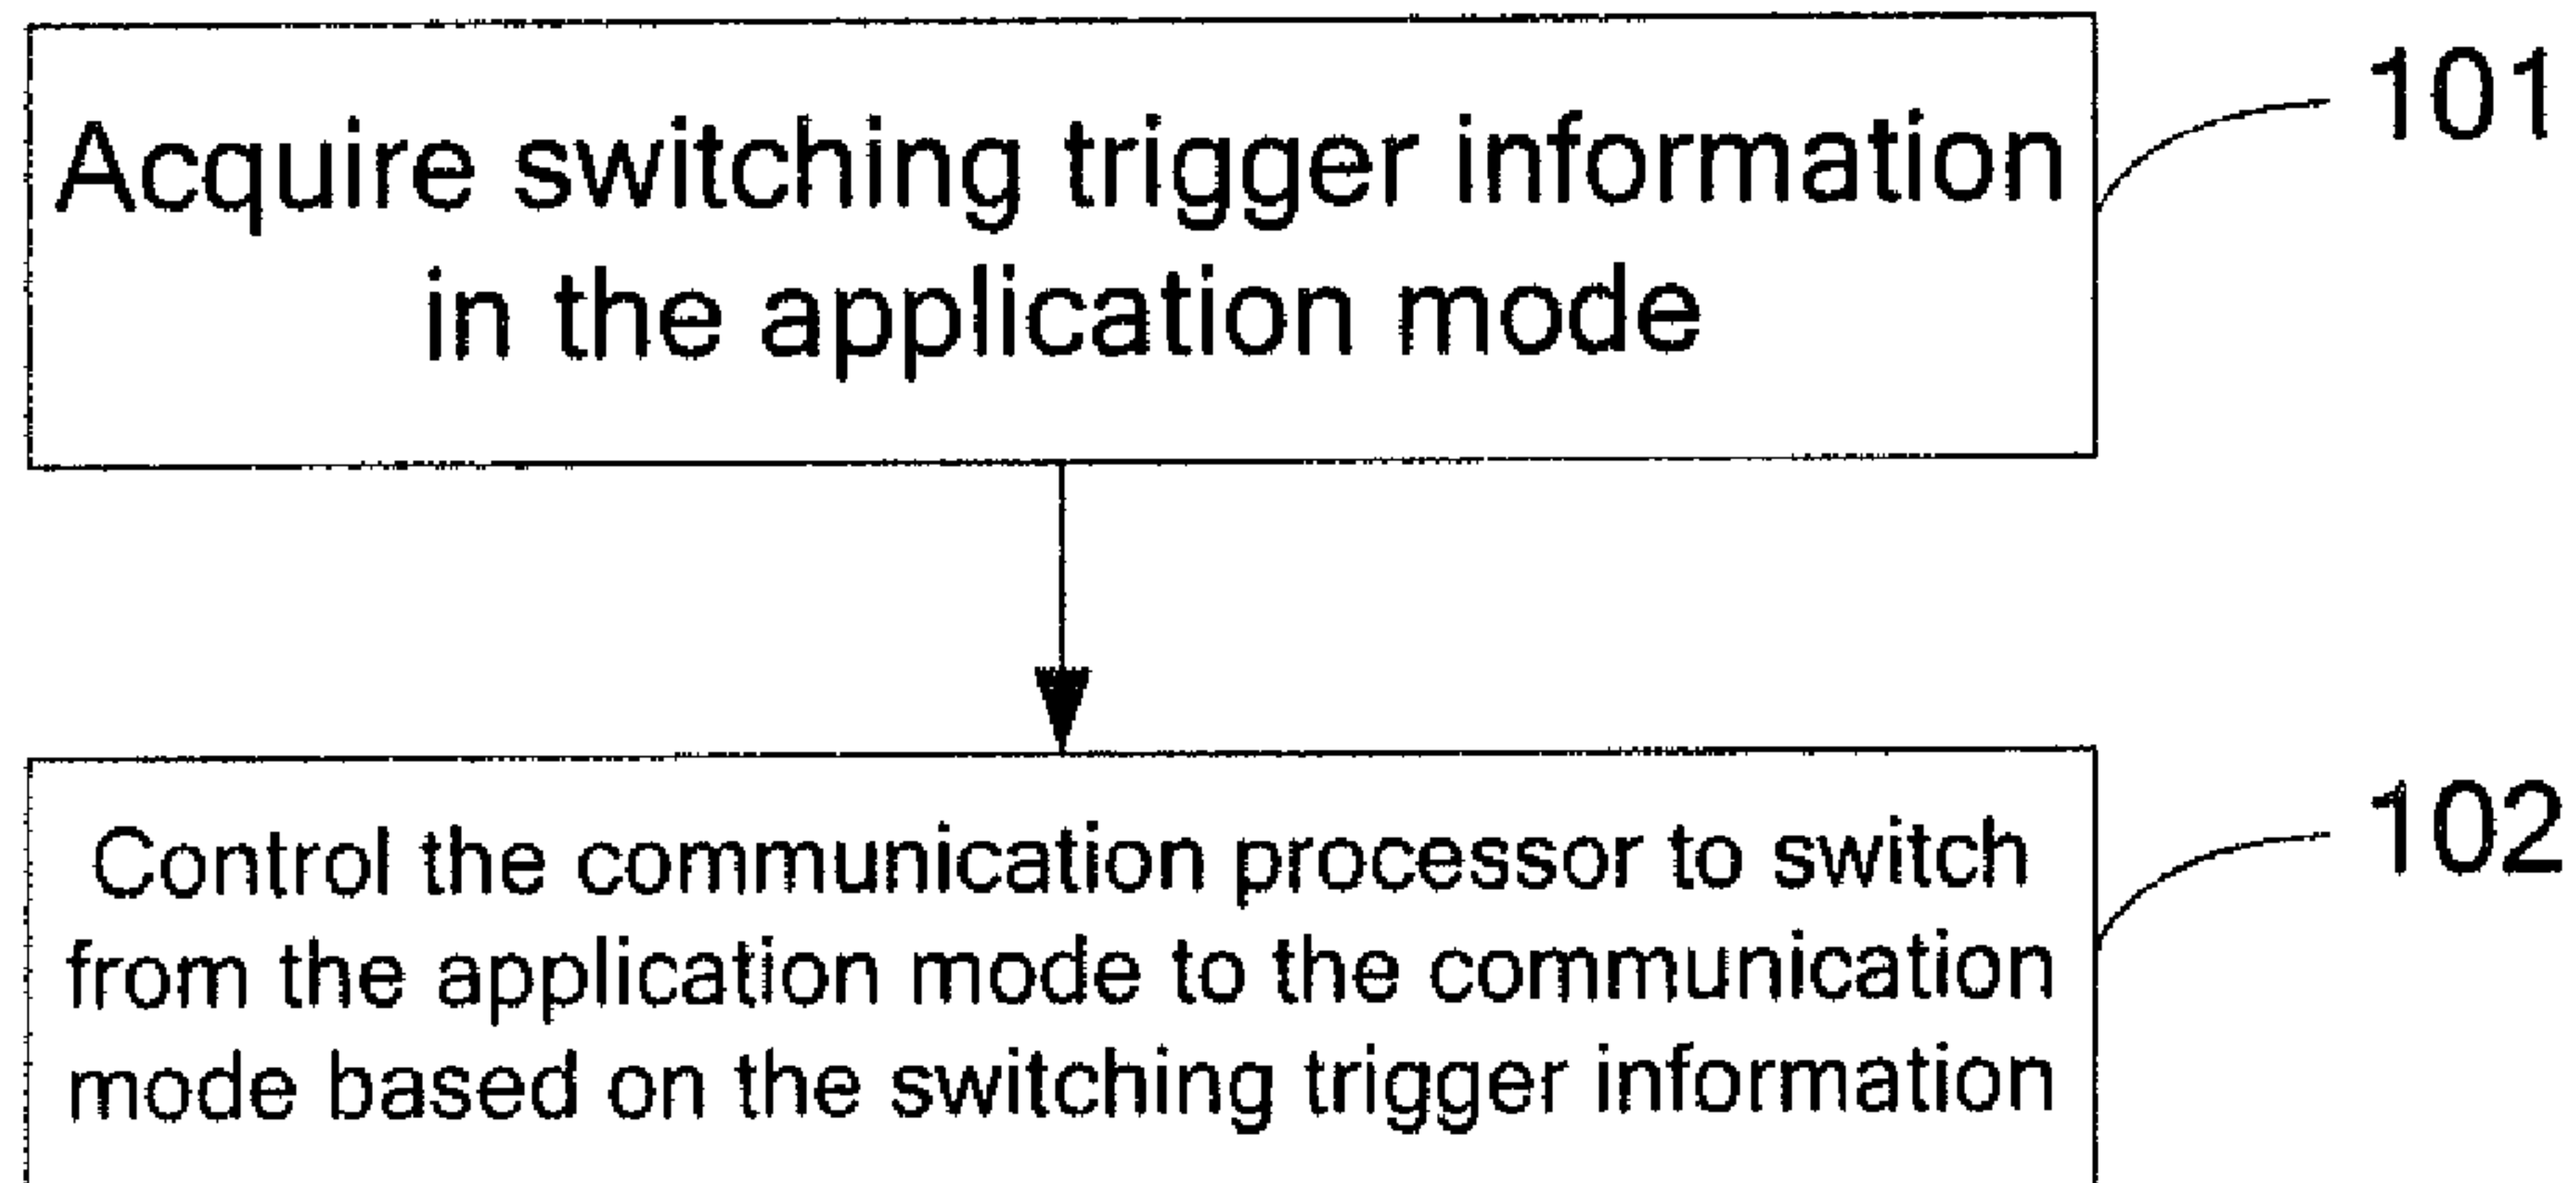 Acquire switching trigger information
in the application mode
101
Control the communication processor to switch
from the application mode to the communication
mode based on the switching trigger information
102